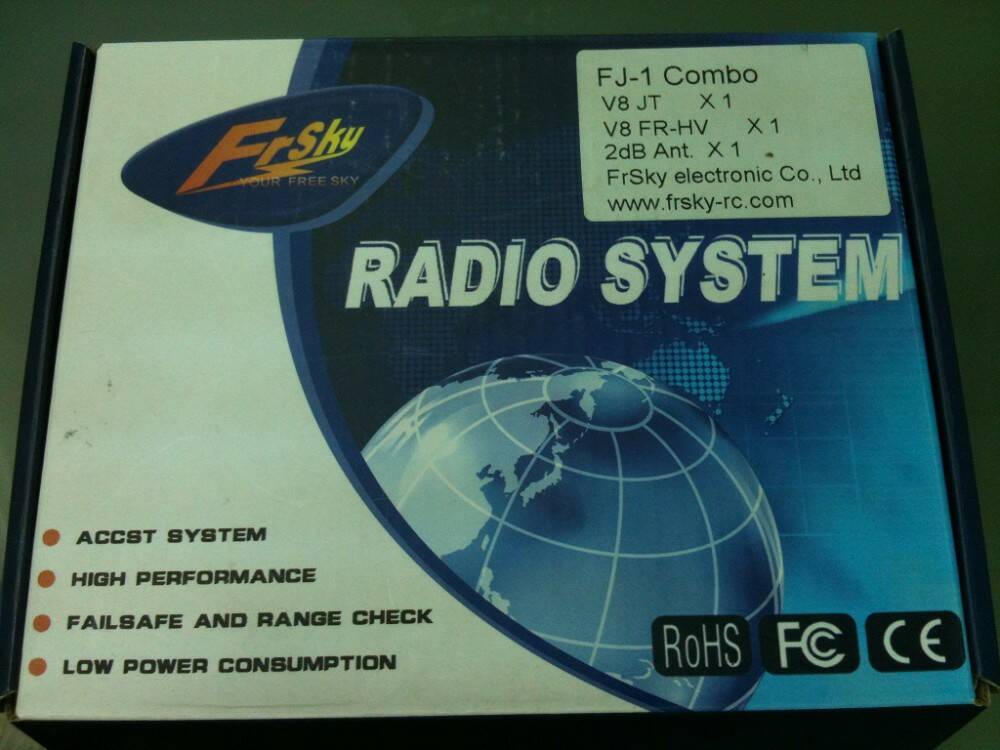 FrSky
YOUR FREE SKY
FJ-1 Combo
V8 JT X 1
V8 FR-HV X 1
2dB Ant. X 1
FrSky electronic Co., Ltd
www.frsky-rc.com
RADIO SYSTEM
ACCST SYSTEM
HIGH PERFORMANCE
FAILSAFE AND RANGE CHECK
LOW POWER CONSUMPTION
RoHS FC CE